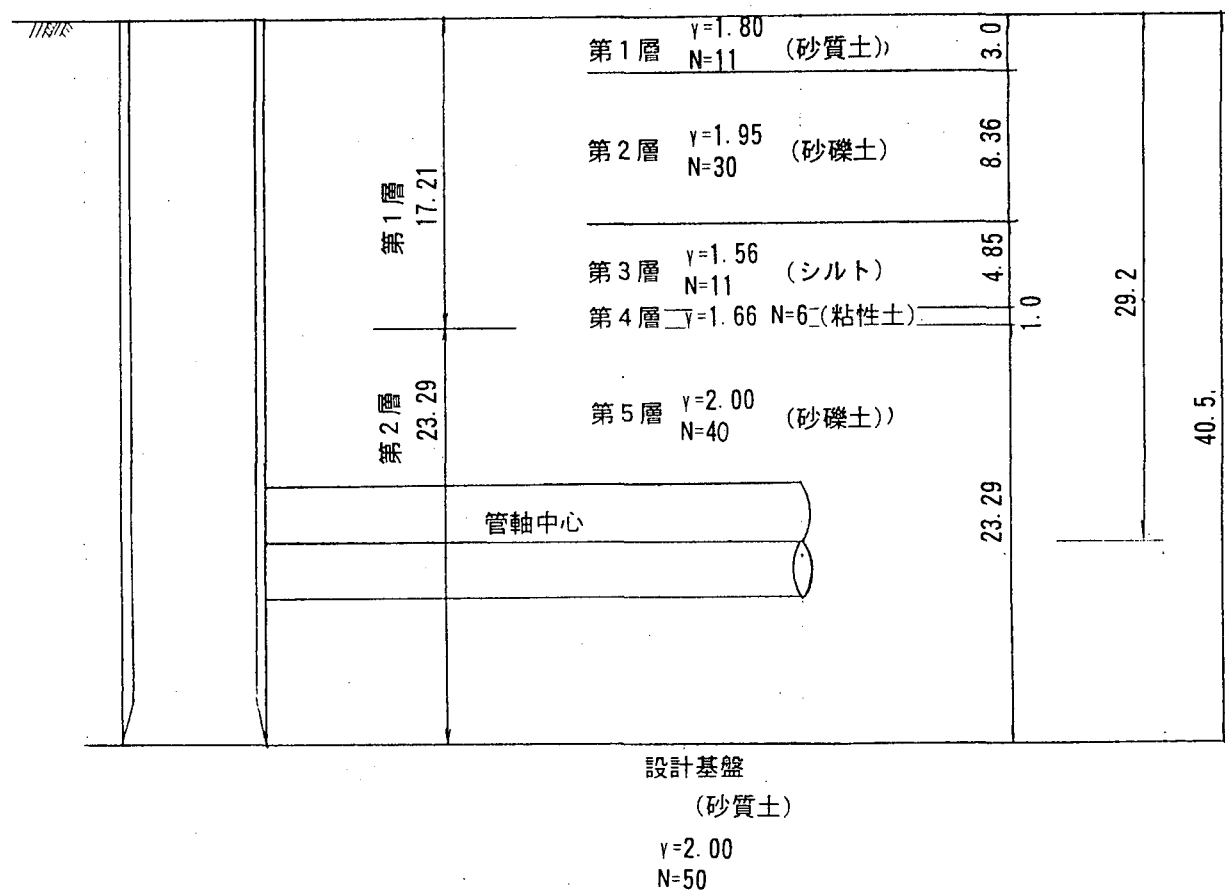 第1層 γ=1.80 (砂質土))
N=11
3.0
第2層 γ=1.95 (砂礫土)
N=30
8.36
第1層
17.21
第3層 γ=1.56 (シルト)
N=11
4.85
第4層 γ=1.66 N=6 (粘性土)
1.0
29.2
第2層
23.29
第5層 γ=2.00 (砂礫土))
N=40
40.5.
管軸中心
23.29
設計基盤
(砂質土)
γ=2.00
N=50